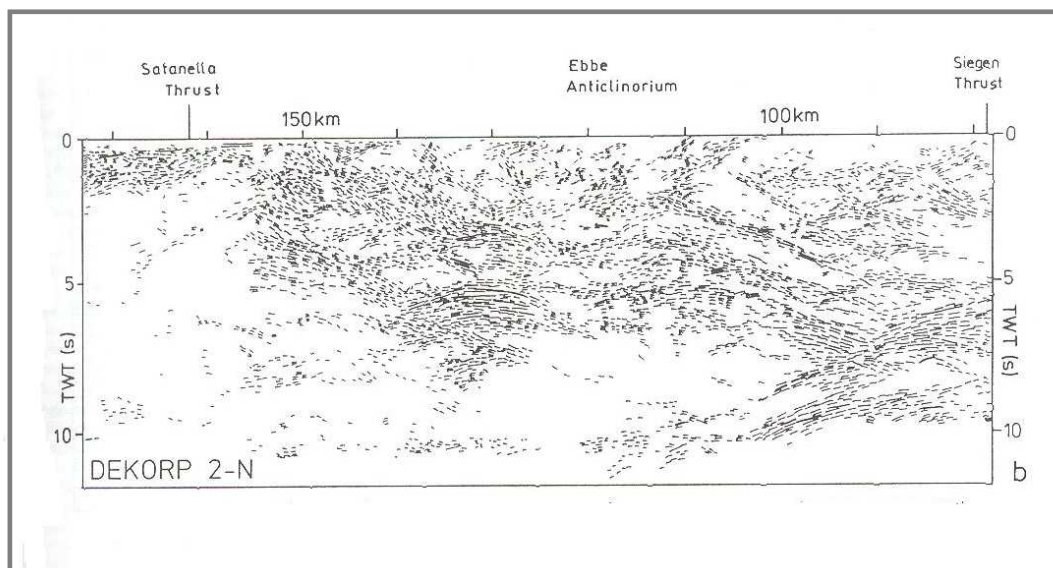 Satanella
Thrust
Ebbe
Anticlinorium
Siegen
Thrust
150km
100km
0
0
5
5
10
10
TWT (s)
TWT (s)
DEKORP 2-N
b